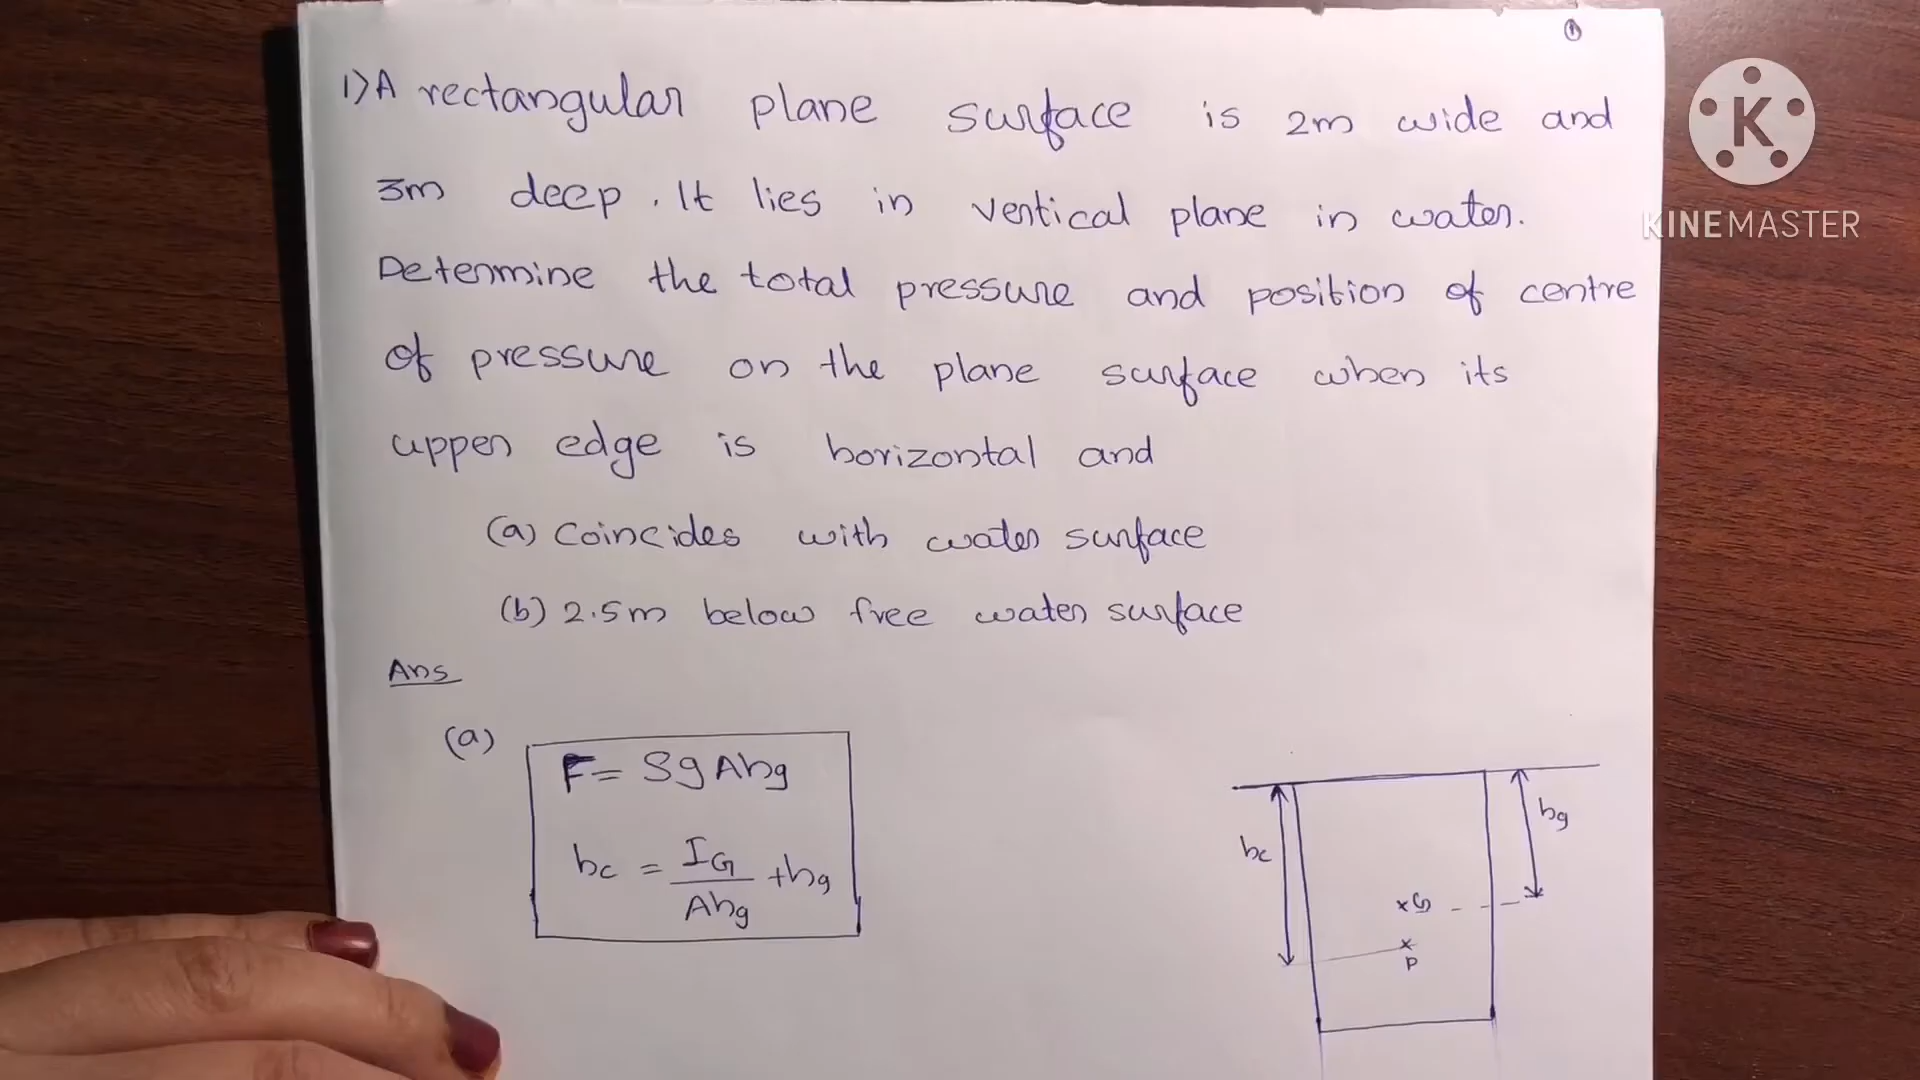 1
1) A rectangular plane surface is 2m wide and
3m deep. It lies in vertical plane in water.
Determine the total pressure and position of centre
of pressure on the plane surface when its
upper edge is horizontal and
(a) coincides with water surface
(b) 2.5m below free water surface
Ans
(a)
F = ρgAhg
hc = IG/Ahg + hg
hc
hg
G
P
K
KINEMASTER